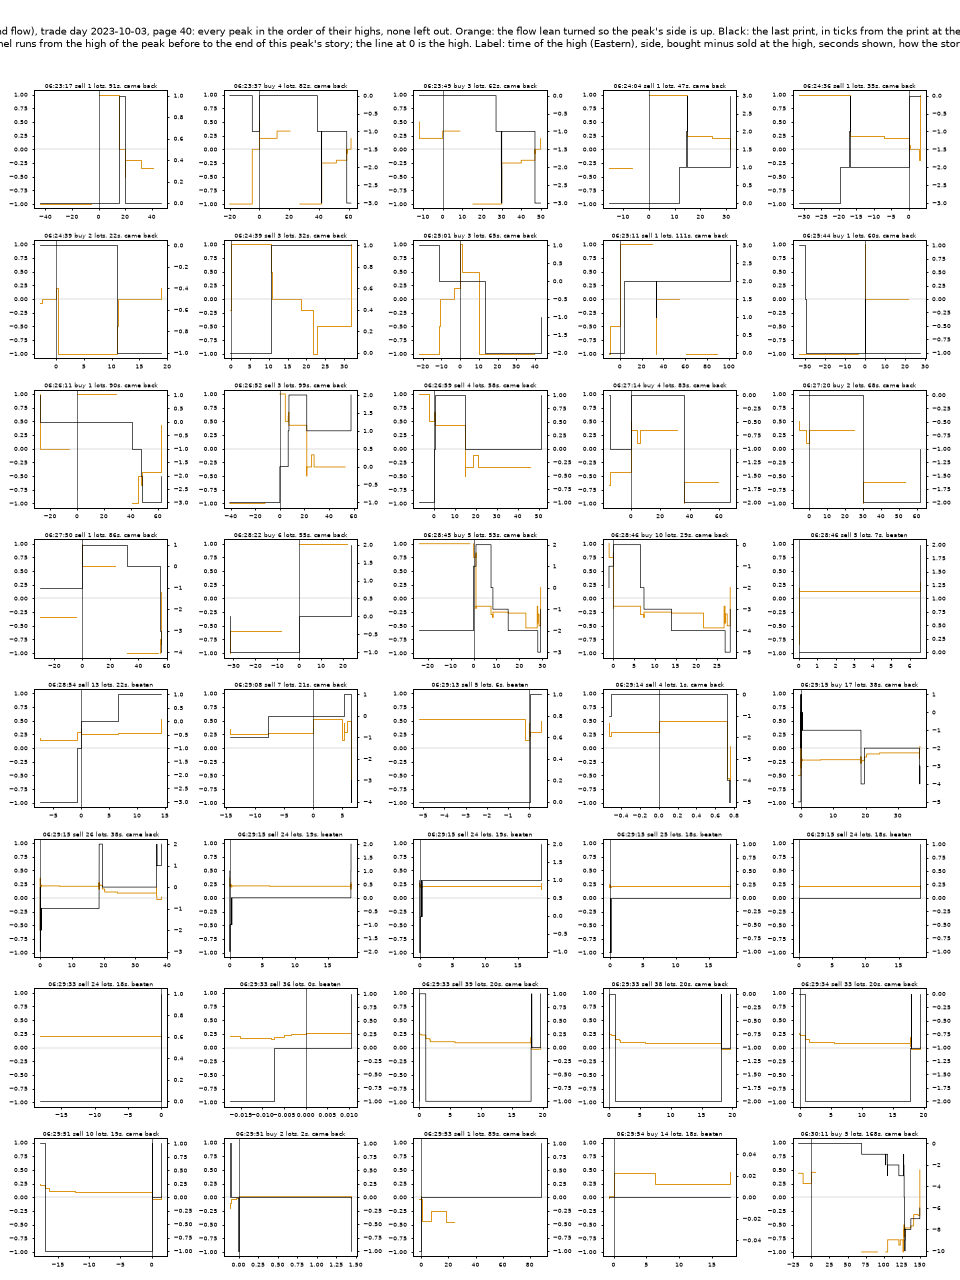 nd flow), trade day 2023-10-03, page 40: every peak in the order of their highs, none left out. Orange: the flow lean turned so the peak's side is up. Black: the last print, in ticks from the print at the
nel runs from the high of the peak before to the end of this peak's story; the line at 0 is the high. Label: time of the high (Eastern), side, bought minus sold at the high, seconds shown, how the stor
06:23:17 sell 1 lots. 91s. came back
06:23:37 buy 4 lots. 82s. came back
06:23:49 buy 3 lots. 62s. came back
06:24:04 sell 1 lots. 47s. came back
06:24:36 sell 1 lots. 35s. came back
06:24:39 buy 2 lots. 22s. came back
06:24:39 sell 3 lots. 32s. came back
06:25:01 buy 3 lots. 65s. came back
06:25:11 sell 1 lots. 111s. came back
06:25:44 buy 1 lots. 60s. came back
06:26:11 buy 1 lots. 90s. came back
06:26:52 sell 3 lots. 99s. came back
06:26:59 sell 4 lots. 58s. came back
06:27:14 buy 4 lots. 83s. came back
06:27:20 buy 2 lots. 68s. came back
06:27:50 sell 1 lots. 86s. came back
06:28:22 buy 6 lots. 55s. came back
06:28:45 buy 5 lots. 53s. came back
06:28:46 buy 10 lots. 29s. came back
06:28:46 sell 5 lots. 7s. beaten
06:28:54 sell 13 lots. 22s. beaten
06:29:08 sell 7 lots. 21s. came back
06:29:13 sell 5 lots. 6s. beaten
06:29:14 sell 4 lots. 1s. came back
06:29:15 buy 17 lots. 38s. came back
06:29:15 sell 26 lots. 38s. came back
06:29:15 sell 24 lots. 19s. beaten
06:29:15 sell 24 lots. 19s. beaten
06:29:15 sell 25 lots. 18s. beaten
06:29:15 sell 24 lots. 18s. beaten
06:29:33 sell 24 lots. 18s. beaten
06:29:33 sell 36 lots. 0s. beaten
06:29:33 sell 39 lots. 20s. beaten
06:29:33 sell 38 lots. 20s. came back
06:29:34 sell 33 lots. 20s. came back
06:29:51 sell 10 lots. 19s. came back
06:29:51 buy 2 lots. 2s. came back
06:29:53 sell 1 lots. 89s. came back
06:29:54 buy 14 lots. 18s. beaten
06:30:11 buy 5 lots. 168s. came back